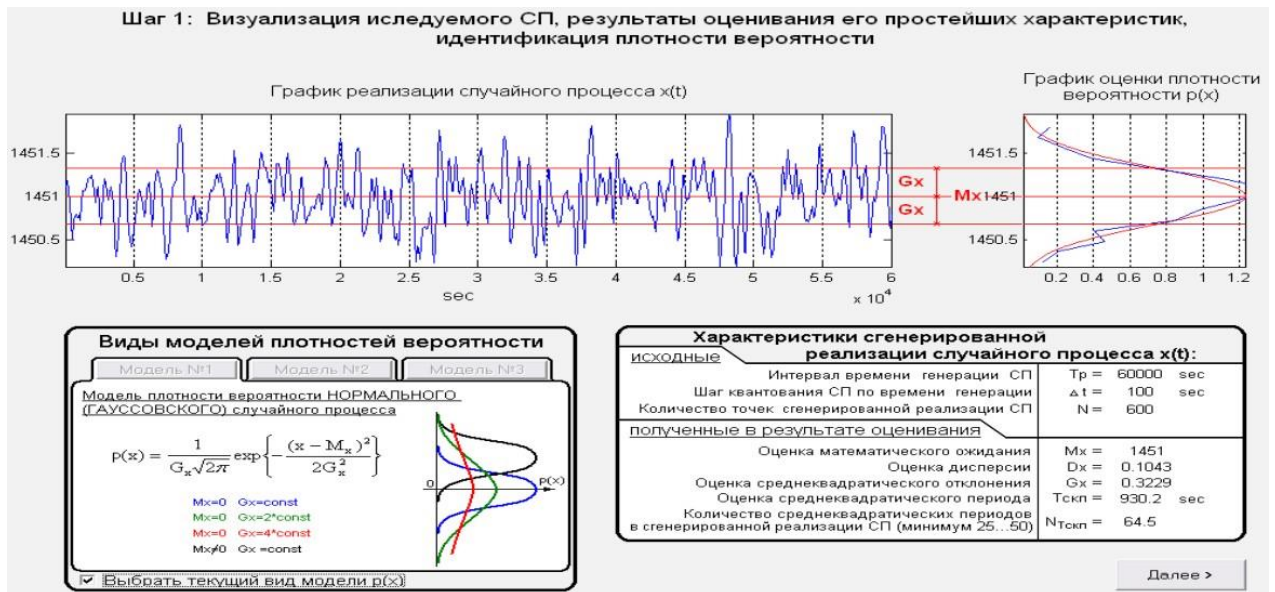 Шаг 1: Визуализация иследуемого СП, результаты оценивания его простейших характеристик,
идентификация плотности вероятности
График реализации случайного процесса x(t)
График оценки плотности
вероятности p(x)
1451.5
1451
1450.5
0.5 1 1.5 2 2.5 3 3.5 4 4.5 5 5.5 6
sec
x 10^4
Gx
Gx
Mx
1451.5
1451
1450.5
0.2 0.4 0.6 0.8 1 1.2
Виды моделей плотностей вероятности
Модель №1 Модель №2 Модель №3
Модель плотности вероятности НОРМАЛЬНОГО
(ГАУССОВСКОГО) случайного процесса
p(x) = 1/(Gₓ√2π) exp{-(x − Mₓ)²/2Gₓ²}
0
p(x)
Mx=0 Gx=const
Mx=0 Gx=2*const
Mx=0 Gx=4*const
Mx≠0 Gx =const
Выбрать текущий вид модели p(x)
Характеристики сгенерированной
исходные реализации случайного процесса x(t):
Интервал времени генерации СП Тр = 60000 sec
Шаг квантования СП по времени генерации Δt = 100 sec
Количество точек сгенерированной реализации СП N = 600
полученные в результате оценивания
Оценка математического ожидания Mx = 1451
Оценка дисперсии Dx = 0.1043
Оценка среднеквадратического отклонения Gx = 0.3229
Оценка среднеквадратического периода Тскп = 930.2 sec
Количество среднеквадратических периодов
в сгенерированной реализации СП (минимум 25...50) Nтскп = 64.5
Далее >